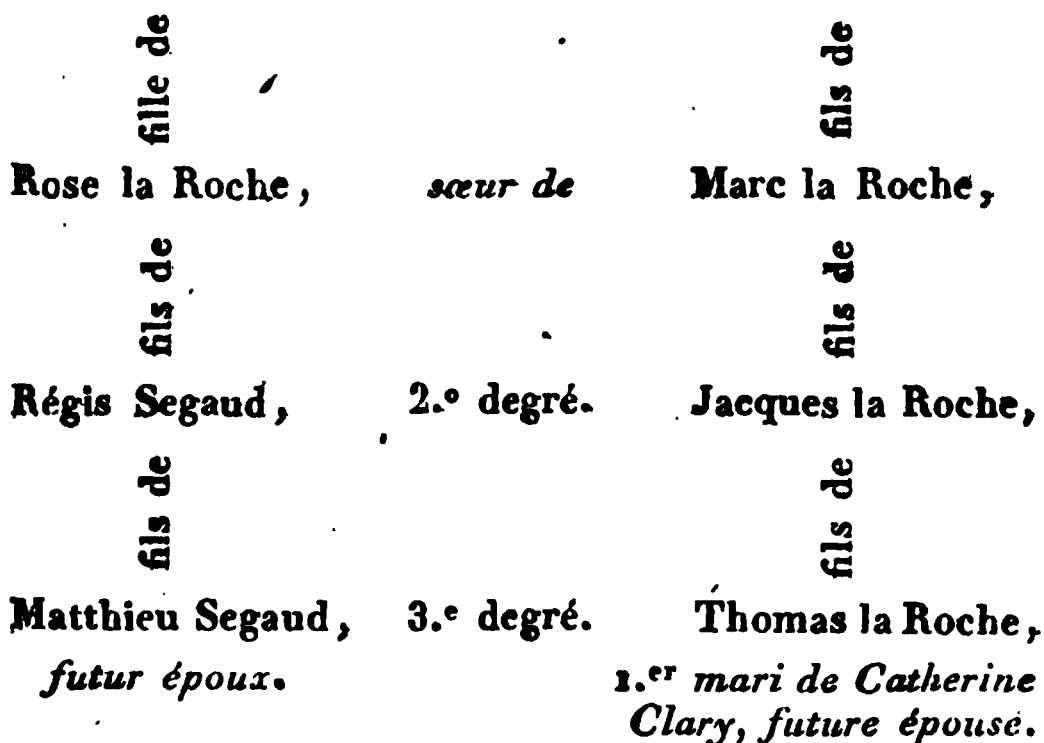 fille de fils de
Rose la Roche, sœur de Marc la Roche,
fils de fils de
Régis Segaud, 2.º degré. Jacques la Roche,
fils de fils de
Matthieu Segaud, 3.e degré. Thomas la Roche,
futur époux. 1.er mari de Catherine
Clary, future épouse.